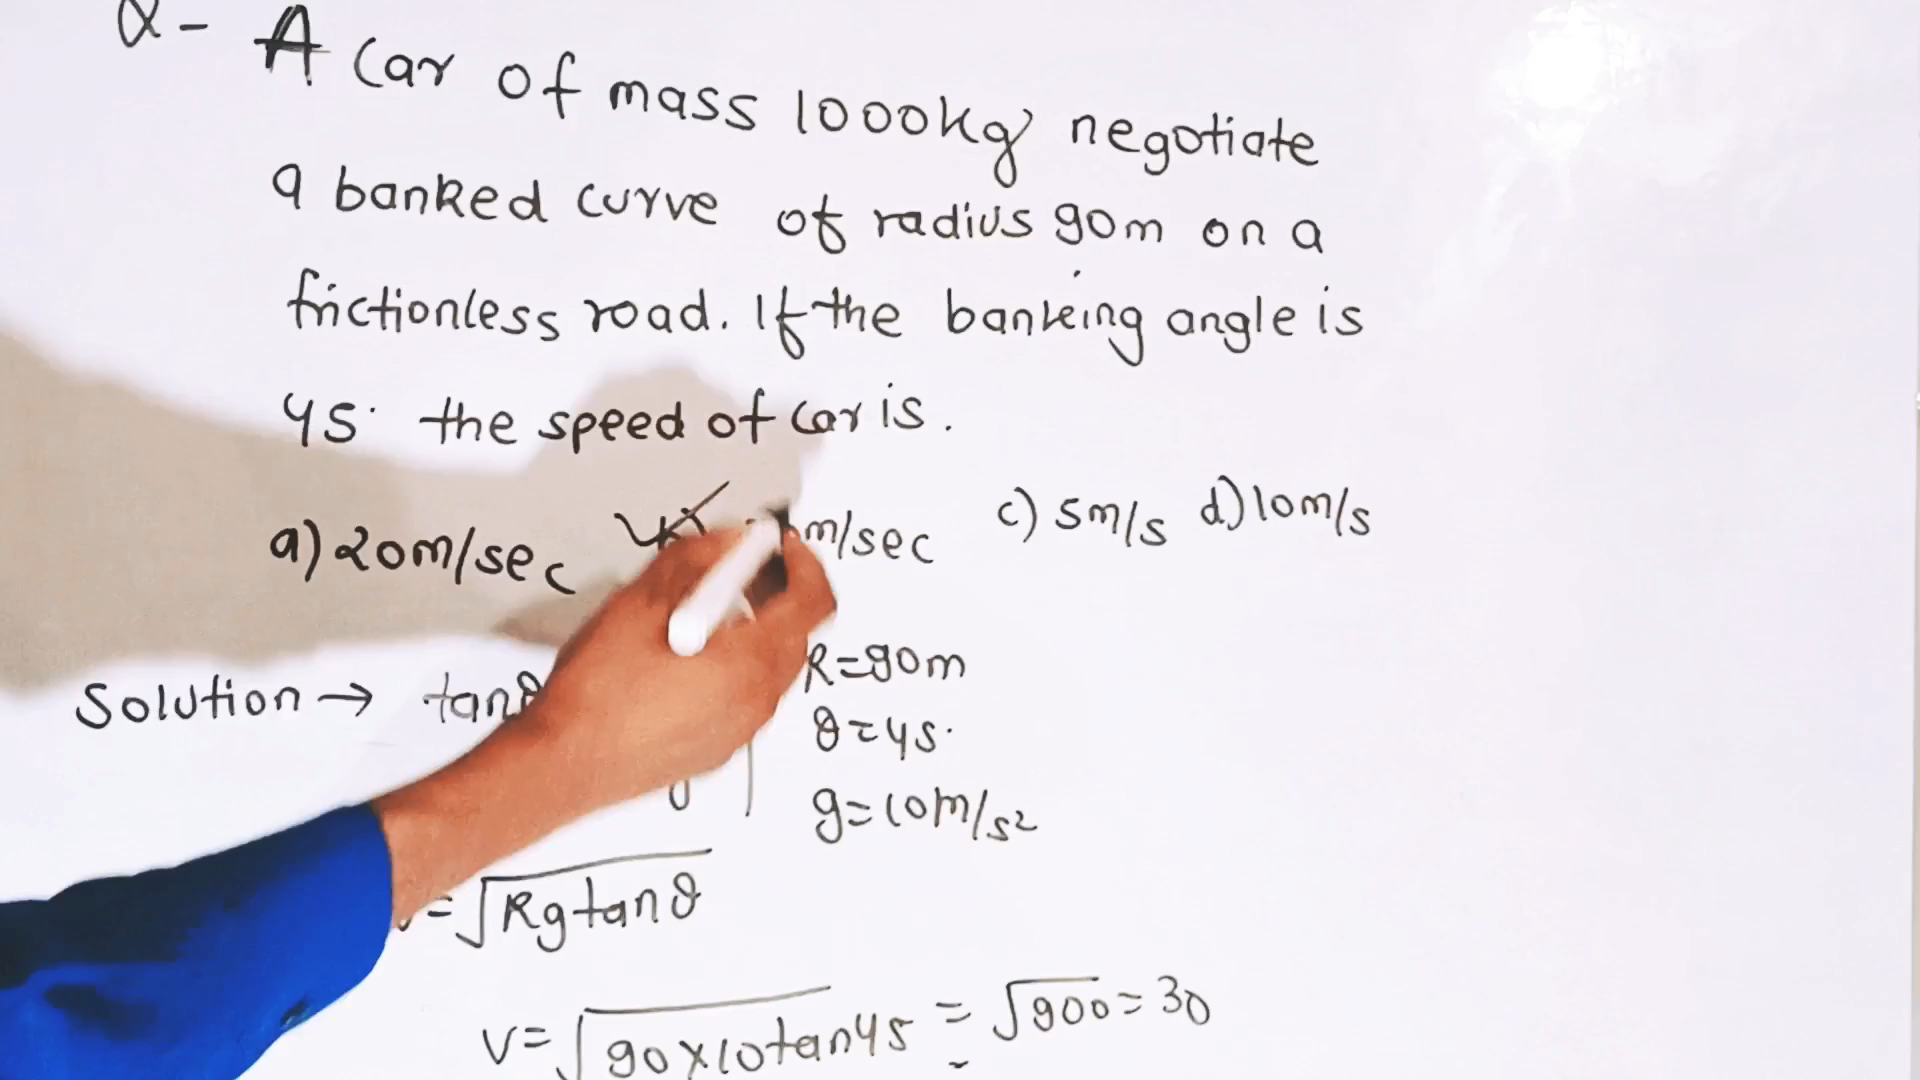 Q- A car of mass 1000kg negotiate
a banked curve of radius 90m on a
frictionless road. If the banking angle is
45° the speed of car is.
a) 20m/sec m/sec c) 5m/s d) 10m/s
Solution → tanθ R=90m
θ=45°
g=10m/s²
=√Rgtanθ
v=√90×10tan45 = √900=30